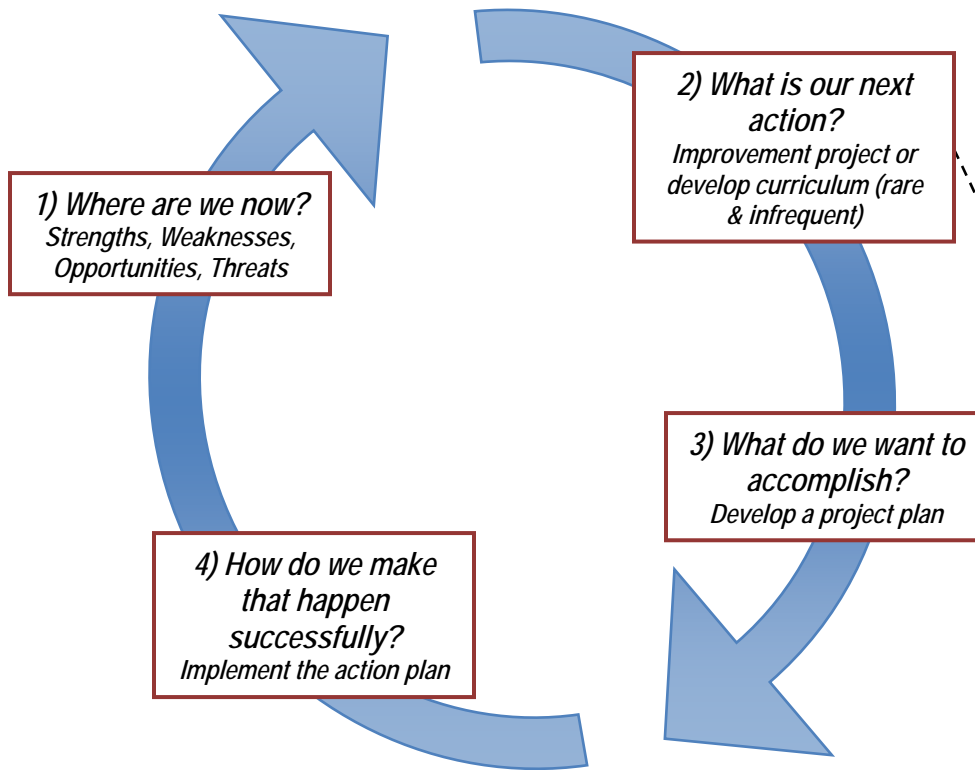 1) Where are we now?
Strengths, Weaknesses,
Opportunities, Threats
2) What is our next
action?
Improvement project or
develop curriculum (rare
& infrequent)
3) What do we want to
accomplish?
Develop a project plan
4) How do we make
that happen
successfully?
Implement the action plan